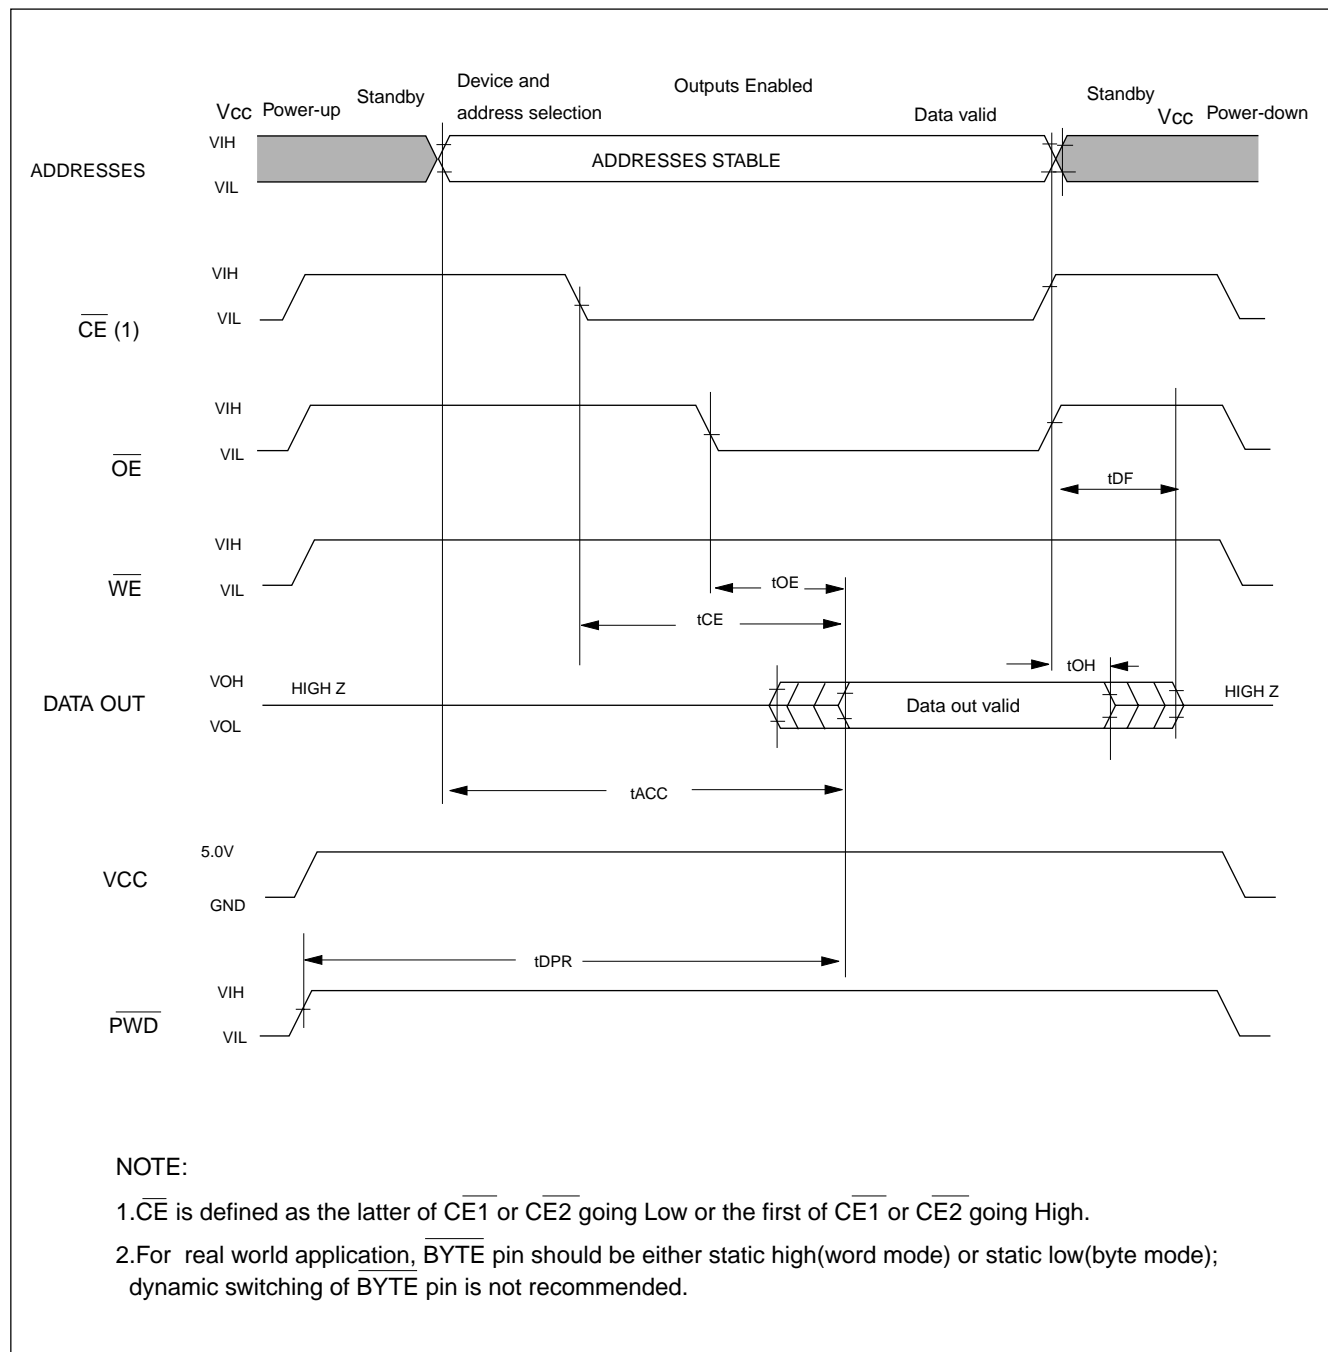 Device and
address selection
Outputs Enabled
Standby
Data valid
Standby
Vcc Power-up
Vcc Power-down
VIH
ADDRESSES
ADDRESSES STABLE
VIL
VIH
VIL
CE (1)
VIH
VIL
OE
tDF
VIH
WE
VIL
tOE
tCE
tOH
VOH
HIGH Z
DATA OUT
Data out valid
HIGH Z
VOL
tACC
5.0V
VCC
GND
tDPR
VIH
PWD
VIL
NOTE:
1.CE is defined as the latter of CE1 or CE2 going Low or the first of CE1 or CE2 going High.
2.For real world application, BYTE pin should be either static high(word mode) or static low(byte mode);
dynamic switching of BYTE pin is not recommended.